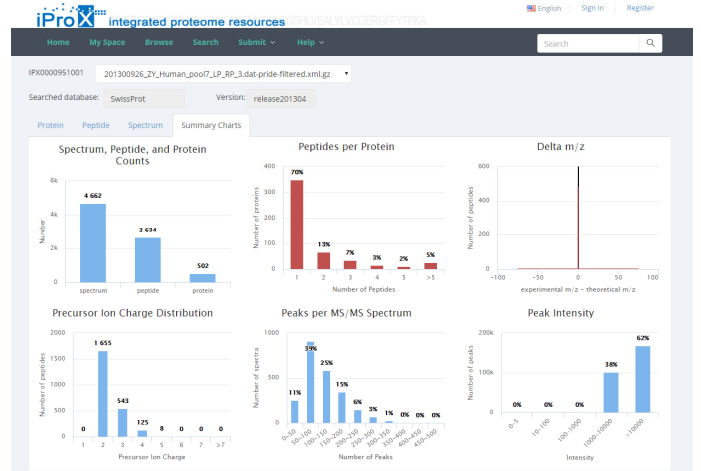 English Sign in Register
iProX integrated proteome resources GSHLVEALYLVCGERGFFYTPKA
Home My Space Browse Search Submit Help Search
IPX0000951001 201300926_ZY_Human_pool7_LP_RP_3.dat-pride-filtered.xml.gz
Searched database: SwissProt Version: release201304
Protein Peptide Spectrum Summary Charts
Spectrum, Peptide, and Protein
Counts
6k
4k
2k
0
Number
4 662
2 634
502
spectrum peptide protein
Peptides per Protein
400
300
200
100
0
Number of proteins
70%
13%
7%
3%
2%
5%
1 2 3 4 5 >5
Number of Peptides
Delta m/z
600
400
200
0
Number of peptides
-100 -50 0 50 100
experimental m/z - theoretical m/z
Precursor Ion Charge Distribution
2000
1500
1000
500
0
Number of peptides
0
1 655
543
125
8
0
0
0
1 2 3 4 5 6 7 >7
Precursor Ion Charge
Peaks per MS/MS Spectrum
1000
500
0
Number of spectra
11%
39%
25%
15%
6%
3%
1%
0%
0%
0%
0-50 50-100 100-150 150-200 200-250 250-300 300-350 350-400 400-450 450-500
Number of Peaks
Peak Intensity
200k
100k
0
Number of peaks
0%
0%
0%
38%
62%
0-5 10-100 100-1000 1000-10000 >10000
Intensity